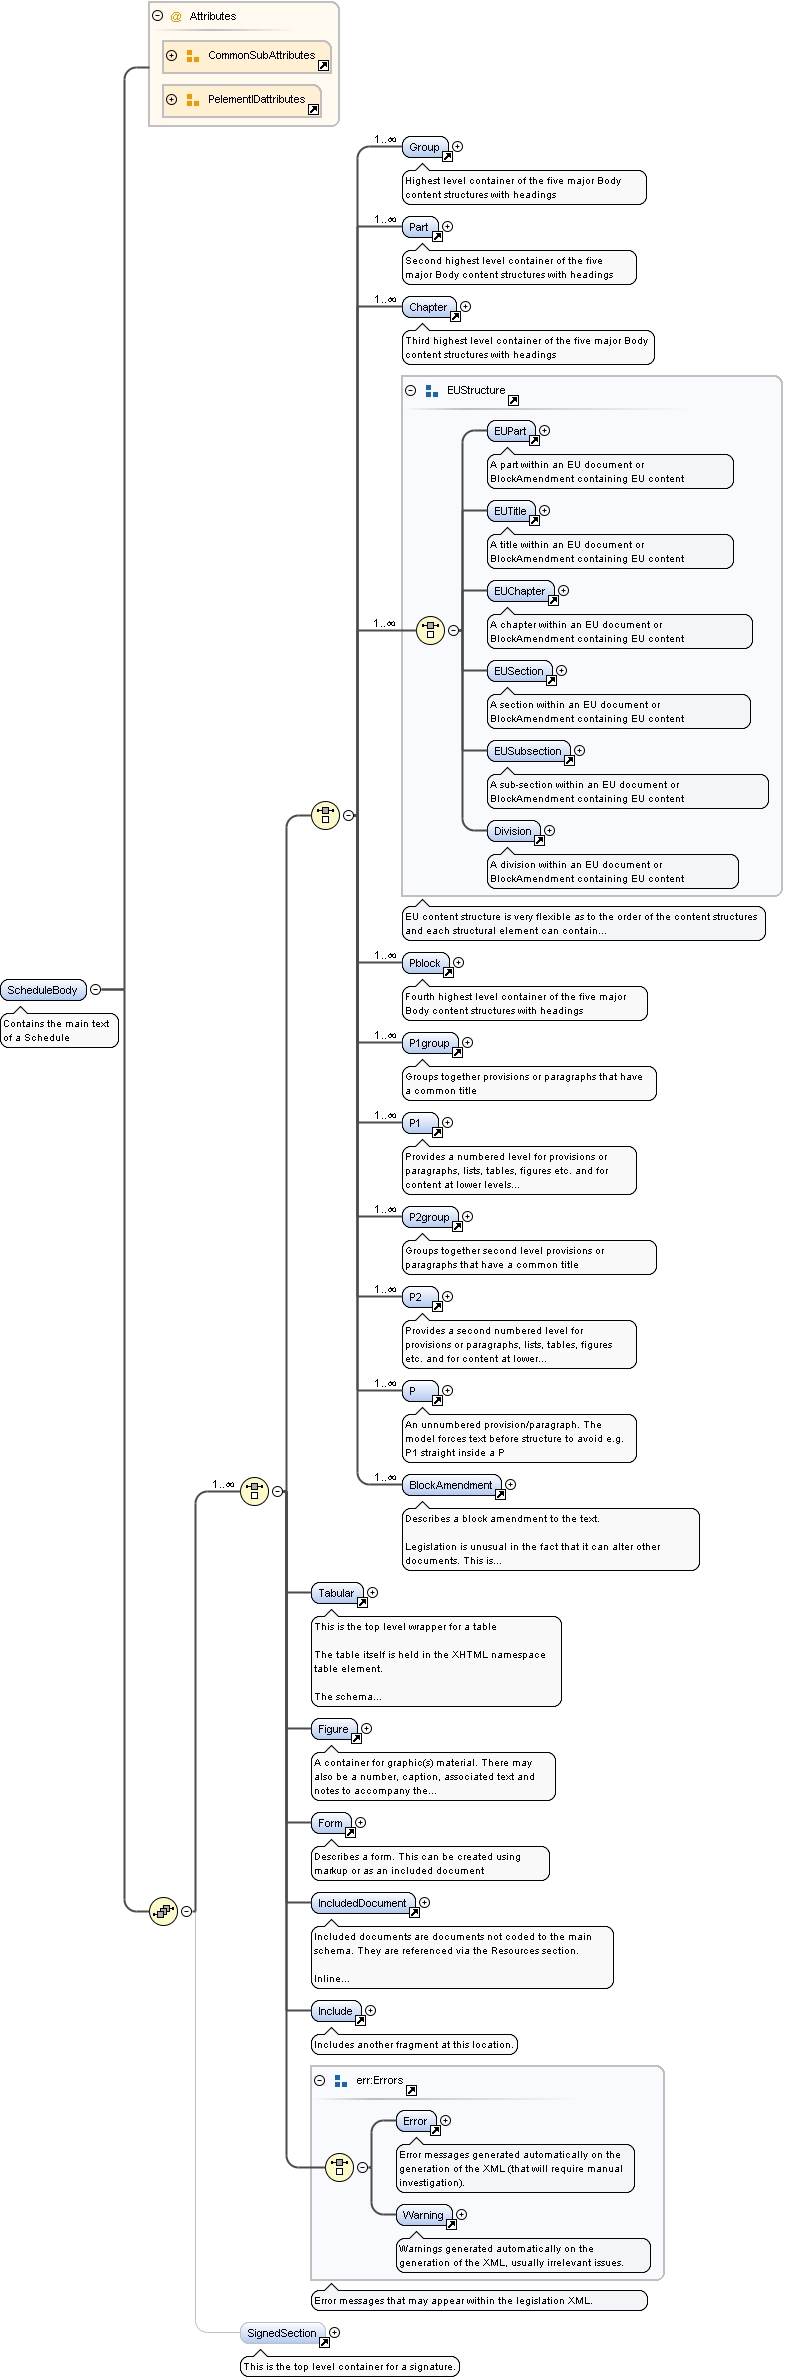 @ Attributes
CommonSubAttributes
PelementIDattributes
1..∞ Group
Highest level container of the five major Body
content structures with headings
1..∞ Part
Second highest level container of the five
major Body content structures with headings
1..∞ Chapter
Third highest level container of the five major Body
content structures with headings
EUStructure
EUPart
A part within an EU document or
BlockAmendment containing EU content
EUTitle
A title within an EU document or
BlockAmendment containing EU content
EUChapter
A chapter within an EU document or
BlockAmendment containing EU content
1..∞
EUSection
A section within an EU document or
BlockAmendment containing EU content
EUSubsection
A sub-section within an EU document or
BlockAmendment containing EU content
Division
A division within an EU document or
BlockAmendment containing EU content
EU content structure is very flexible as to the order of the content structures
and each structural element can contain...
1..∞ Pblock
Fourth highest level container of the five major
Body content structures with headings
ScheduleBody
Contains the main text
of a Schedule
1..∞ P1group
Groups together provisions or paragraphs that have
a common title
1..∞ P1
Provides a numbered level for provisions or
paragraphs, lists, tables, figures etc. and for
content at lower levels...
1..∞ P2group
Groups together second level provisions or
paragraphs that have a common title
1..∞ P2
Provides a second numbered level for
provisions or paragraphs, lists, tables, figures
etc. and for content at lower...
1..∞ P
An unnumbered provision/paragraph. The
model forces text before structure to avoid e.g.
P1 straight inside a P
1..∞ BlockAmendment
1..∞
Describes a block amendment to the text.
Legislation is unusual in the fact that it can alter other
documents. This is...
Tabular
This is the top level wrapper for a table
The table itself is held in the XHTML namespace
table element.
The schema...
Figure
A container for graphic(s) material. There may
also be a number, caption, associated text and
notes to accompany the...
Form
Describes a form. This can be created using
markup or as an included document
IncludedDocument
Included documents are documents not coded to the main
schema. They are referenced via the Resources section.
Inline...
Include
Includes another fragment at this location.
err:Errors
Error
Error messages generated automatically on the
generation of the XML (that will require manual
investigation).
Warning
Warnings generated automatically on the
generation of the XML, usually irrelevant issues.
Error messages that may appear within the legislation XML.
SignedSection
This is the top level container for a signature.